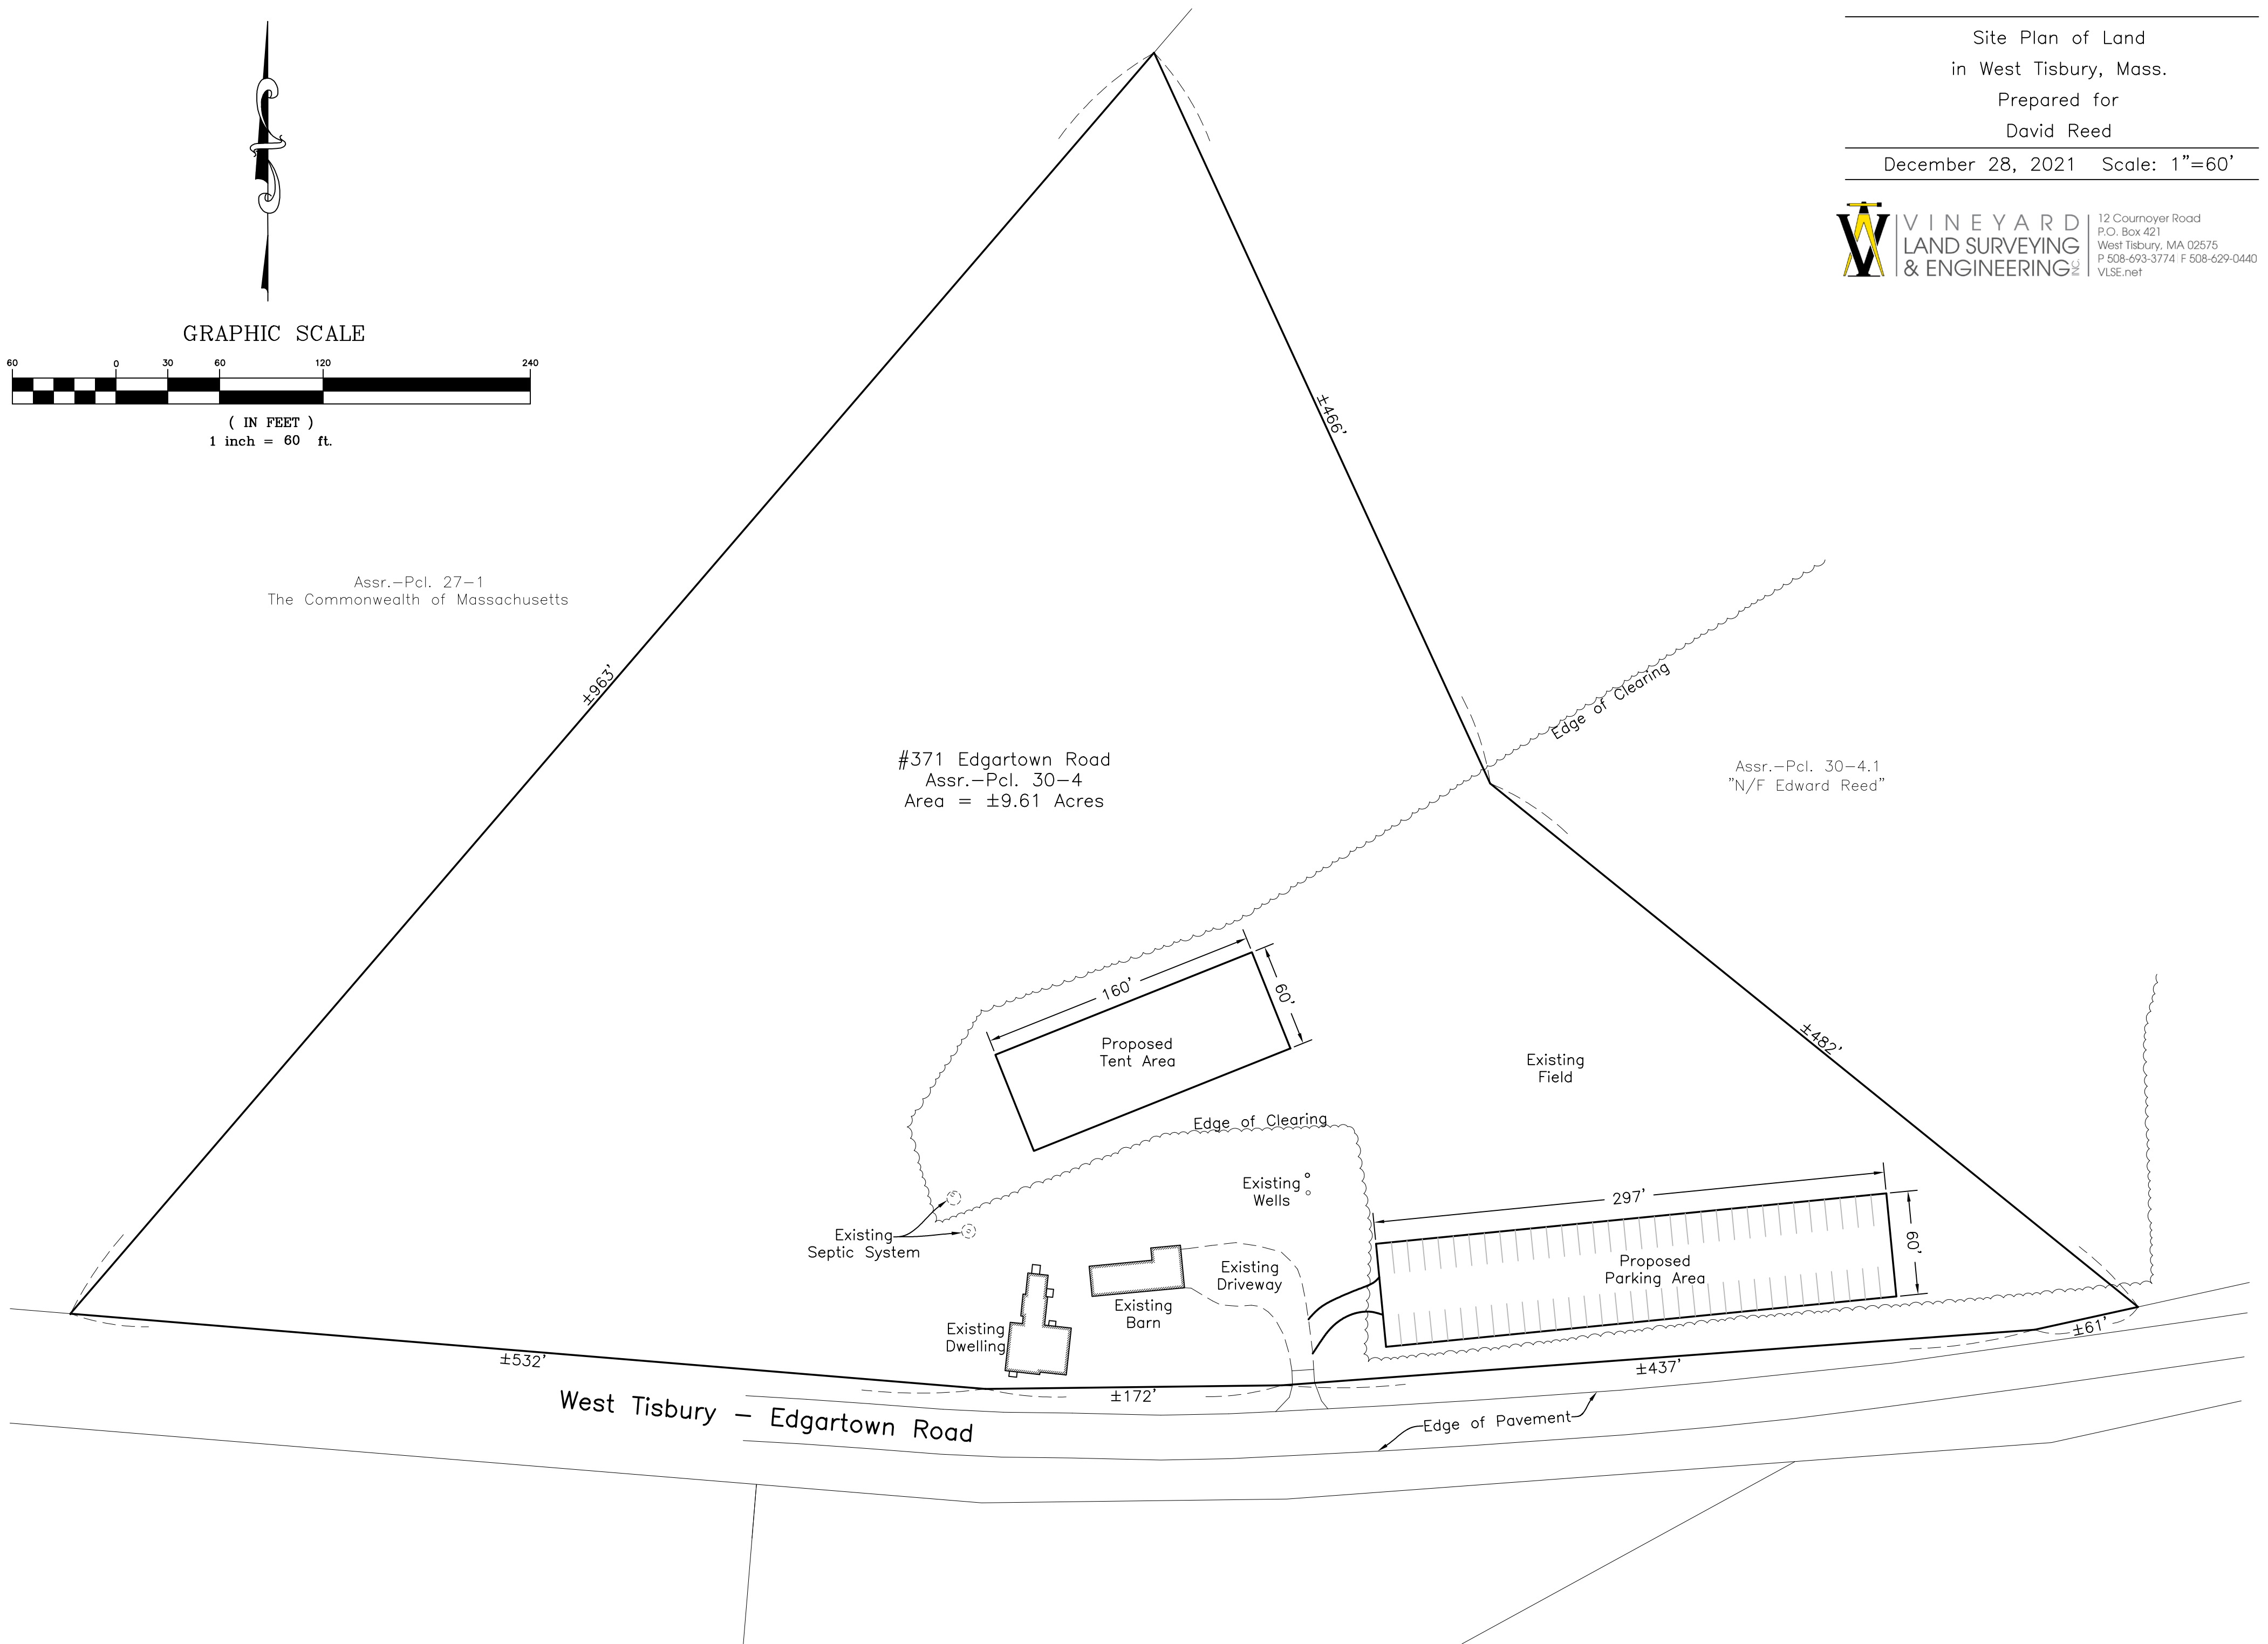 Site Plan of Land
in West Tisbury, Mass.
Prepared for
David Reed
December 28, 2021 Scale: 1"=60'
VINEYARD
LAND SURVEYING
& ENGINEERING INC.
12 Cournoyer Road
P.O. Box 421
West Tisbury, MA 02575
P 508-693-3774 | F 508-629-0440
VLSE.net
GRAPHIC SCALE
60 0 30 60 120 240
( IN FEET )
1 inch = 60 ft.
±466'
Assr.-Pcl. 27-1
The Commonwealth of Massachusetts
±963'
Edge of Clearing
#371 Edgartown Road
Assr.-Pcl. 30-4
Area = ±9.61 Acres
Assr.-Pcl. 30-4.1
"N/F Edward Reed"
160'
60'
Proposed
Tent Area
±482'
Existing
Field
Edge of Clearing
Existing
Wells
297'
60'
Existing
Septic System
S
Proposed
Parking Area
Existing
Driveway
Existing
Barn
Existing
Dwelling
±61'
±532'
±172'
±437'
West Tisbury - Edgartown Road
Edge of Pavement